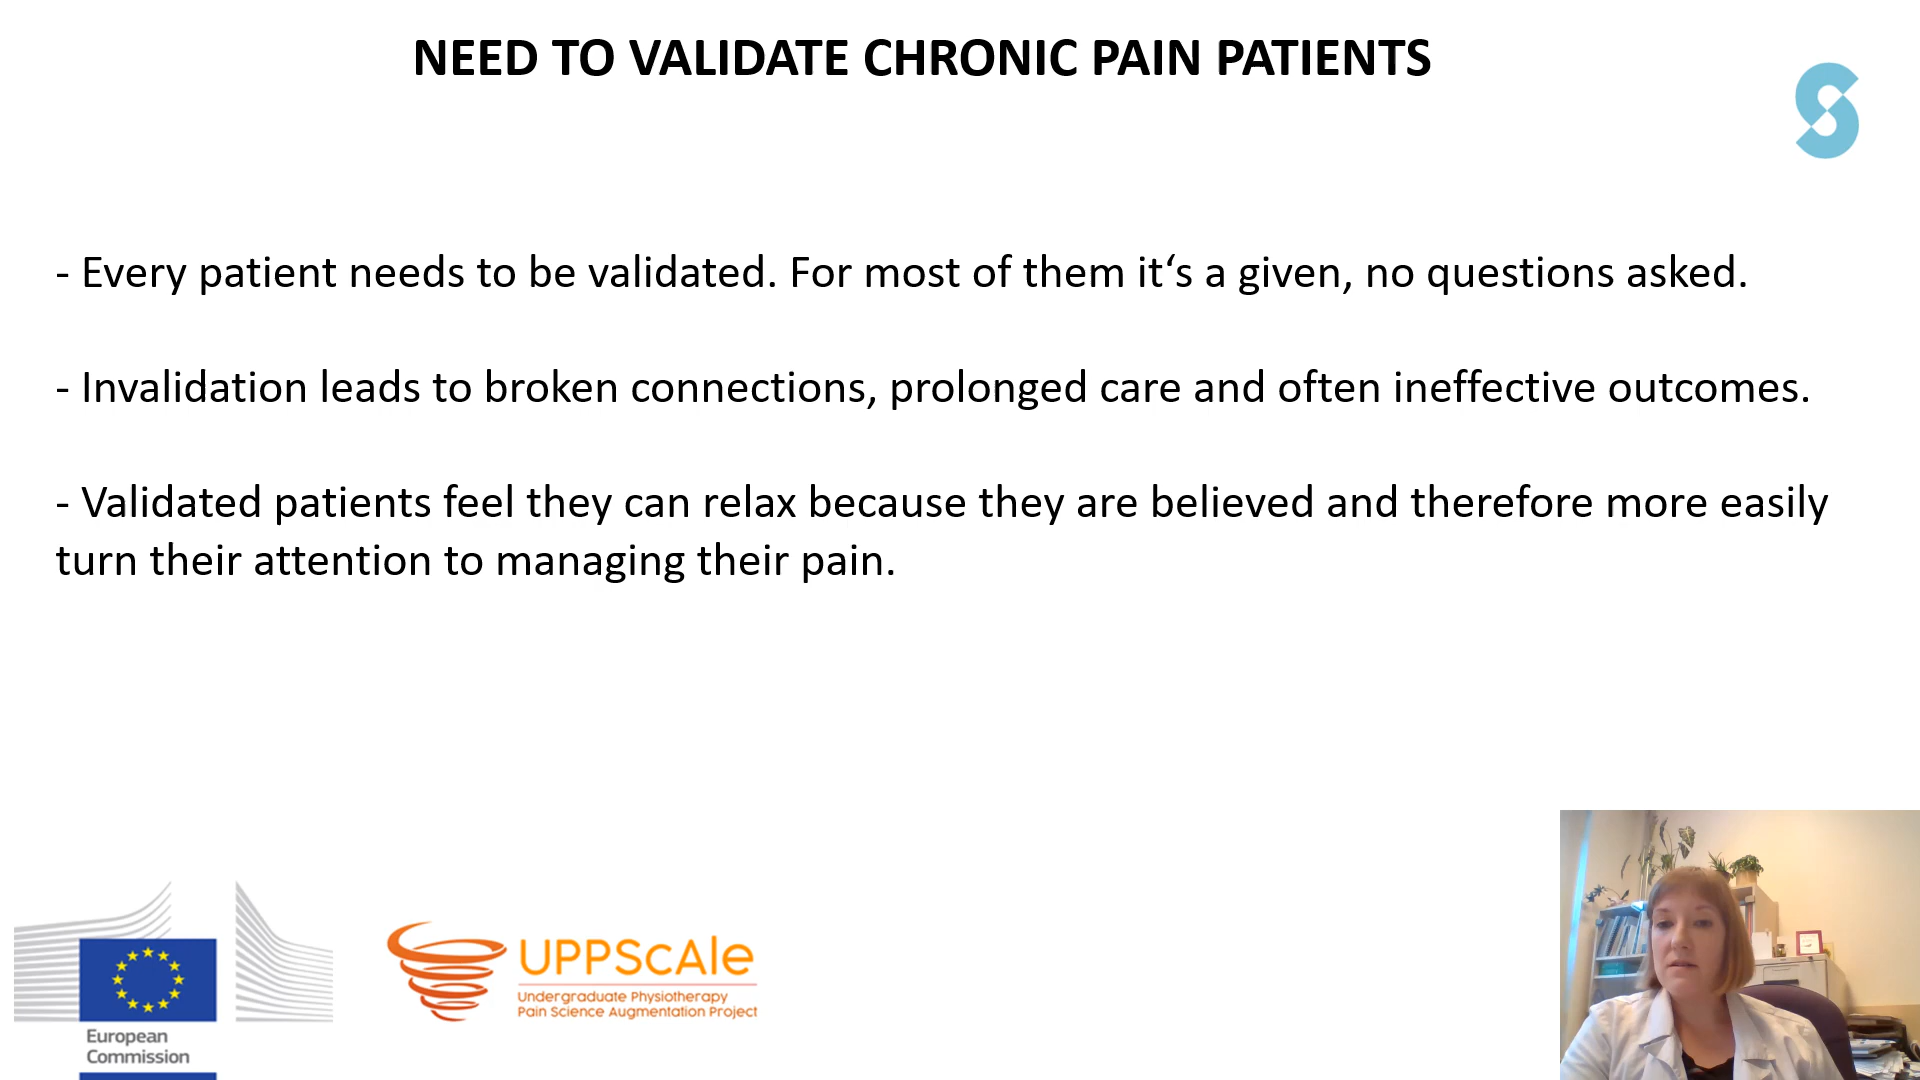 NEED TO VALIDATE CHRONIC PAIN PATIENTS
- Every patient needs to be validated. For most of them it‘s a given, no questions asked.
- Invalidation leads to broken connections, prolonged care and often ineffective outcomes.
- Validated patients feel they can relax because they are believed and therefore more easily
turn their attention to managing their pain.
European
Commission
UPPScAle
Undergraduate Physiotherapy
Pain Science Augmentation Project